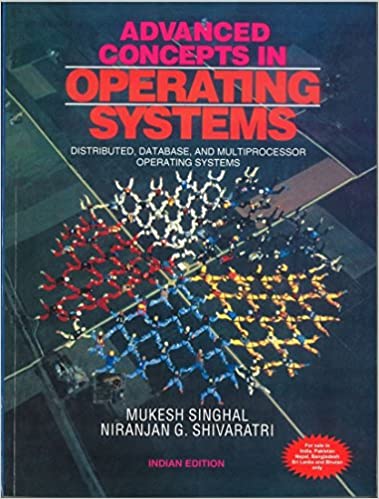 ADVANCED
CONCEPTS IN
OPERATING
SYSTEMS
DISTRIBUTED, DATABASE, AND MULTIPROCESSOR
OPERATING SYSTEMS
MUKESH SINGHAL
NIRANJAN G. SHIVARATRI
INDIAN EDITION
For sale in
India, Pakistan
Nepal, Bangladesh
Sri Lanka and Bhutan
only